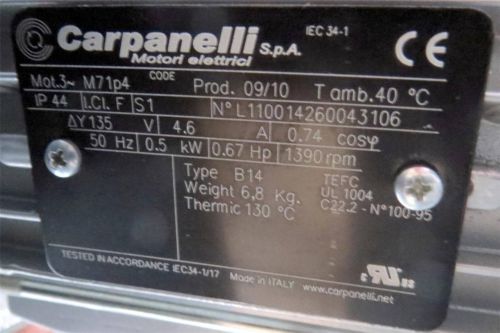 Carpanelli S.p.A.
Motori elettrici
IEC 34-1
CE
Mot.3~ M71p4 CODE Prod. 09/10 T amb.40 °C
IP 44 I.Cl. F S1 N° L110014260043106
ΔY 135 V 4.6 A 0.74 cosφ
50 Hz 0.5 kW 0.67 Hp 1390 rpm
Type B14 TEFC
Weight 6,8 Kg. UL 1004
Thermic 130 °C C22.2 - N°100-95
TESTED IN ACCORDANCE IEC34-1/17 Made in ITALY www.carpanelli.net